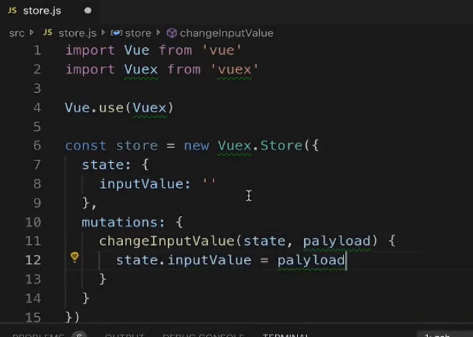 JS store.js
src > JS store.js > store > changeInputValue
1 import Vue from 'vue'
2 import Vuex from 'vuex'
3
4 Vue.use(Vuex)
5
6 const store = new Vuex.Store({
7 state: {
8 inputValue: ''
9 },
10 mutations: {
11 changeInputValue(state, palyload) {
12 state.inputValue = palyload
13 }
14 }
15 })
PROBLEMS OUTPUT DEBUG CONSOLE TERMINAL 1: node